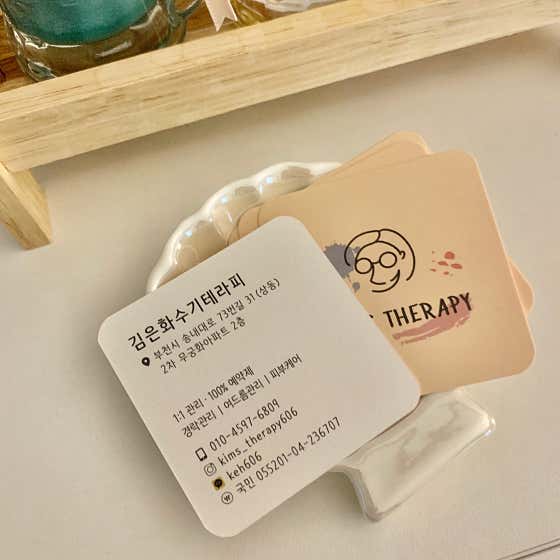 김은화수기테라피
부천시 송내대로 73번길 31 (상동)
2차 무궁화아파트 2층
1:1 관리 · 100% 예약제
경락관리 | 여드름관리 | 피부케어
010-4597-6809
kims_therapy606
keh606
국민 055201-04-236707
THERAPY